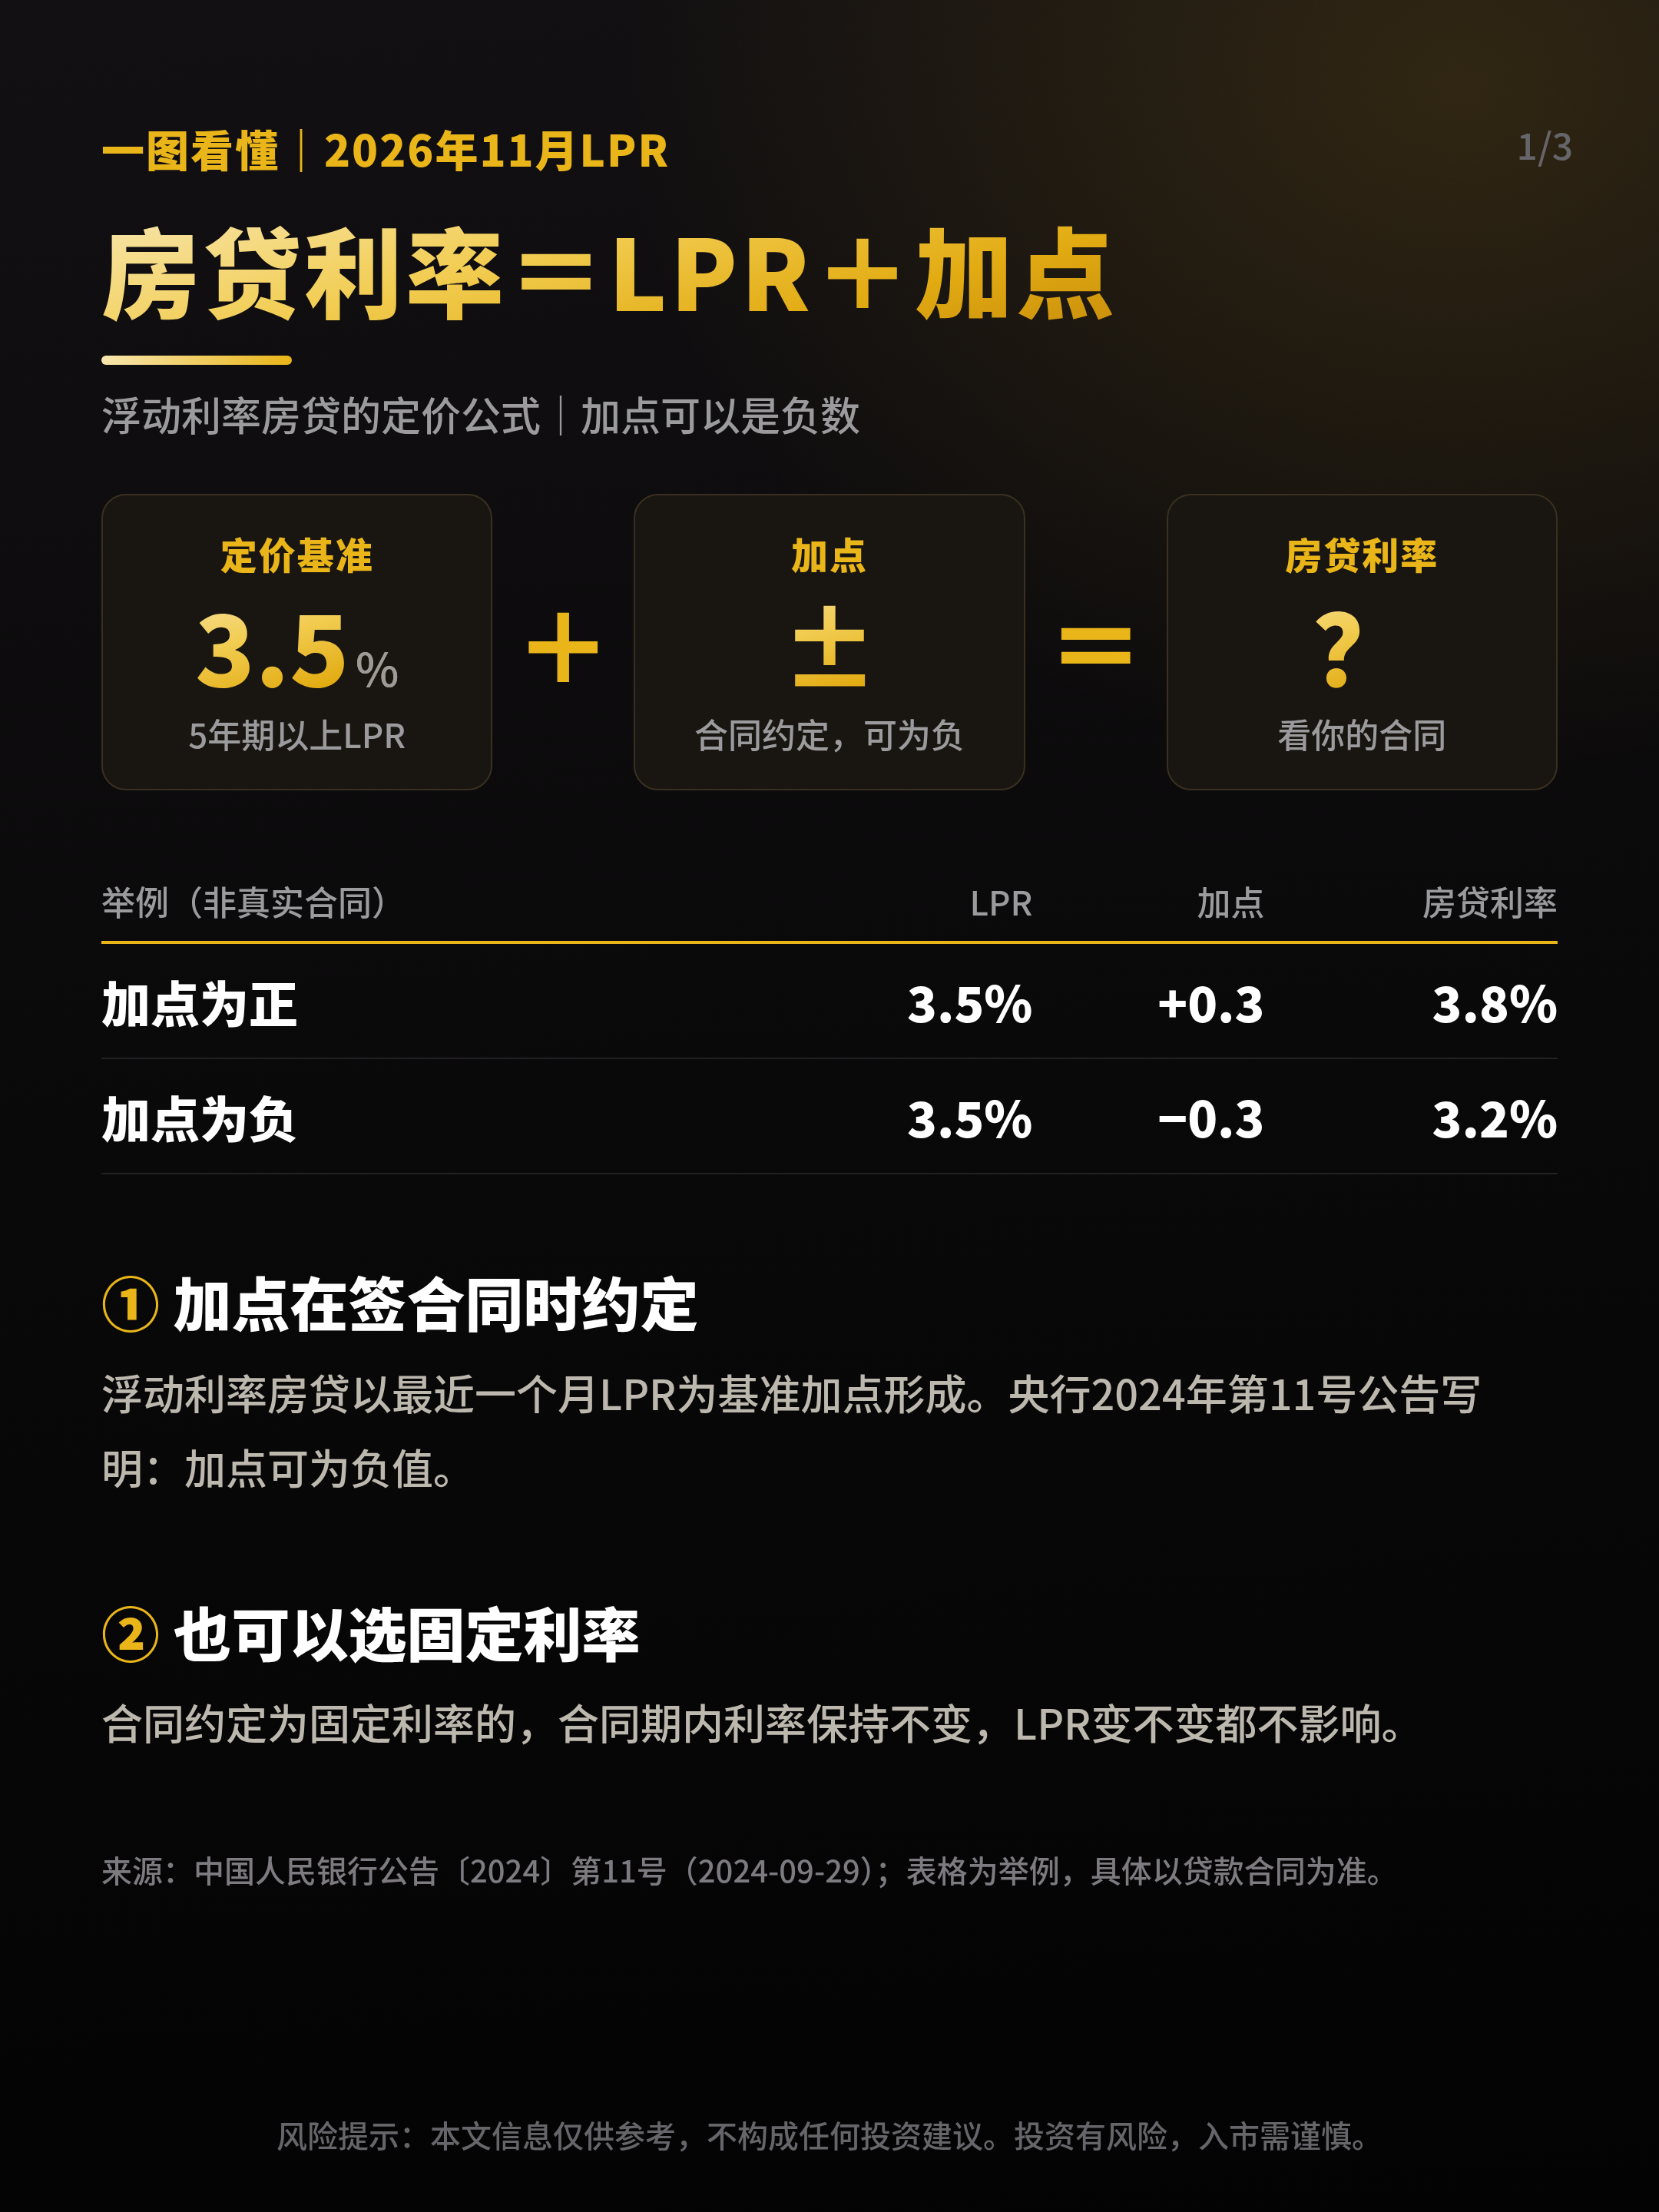 一图看懂｜2026年11月LPR
1/3
房贷利率＝LPR＋加点
浮动利率房贷的定价公式｜加点可以是负数
定价基准
3.5%
5年期以上LPR
＋
加点
±
合同约定，可为负
＝
房贷利率
？
看你的合同
举例（非真实合同） LPR 加点 房贷利率
加点为正 3.5% +0.3 3.8%
加点为负 3.5% −0.3 3.2%
① 加点在签合同时约定
浮动利率房贷以最近一个月LPR为基准加点形成。央行2024年第11号公告写
明：加点可为负值。
② 也可以选固定利率
合同约定为固定利率的，合同期内利率保持不变，LPR变不变都不影响。
来源：中国人民银行公告〔2024〕第11号（2024-09-29）；表格为举例，具体以贷款合同为准。
风险提示：本文信息仅供参考，不构成任何投资建议。投资有风险，入市需谨慎。